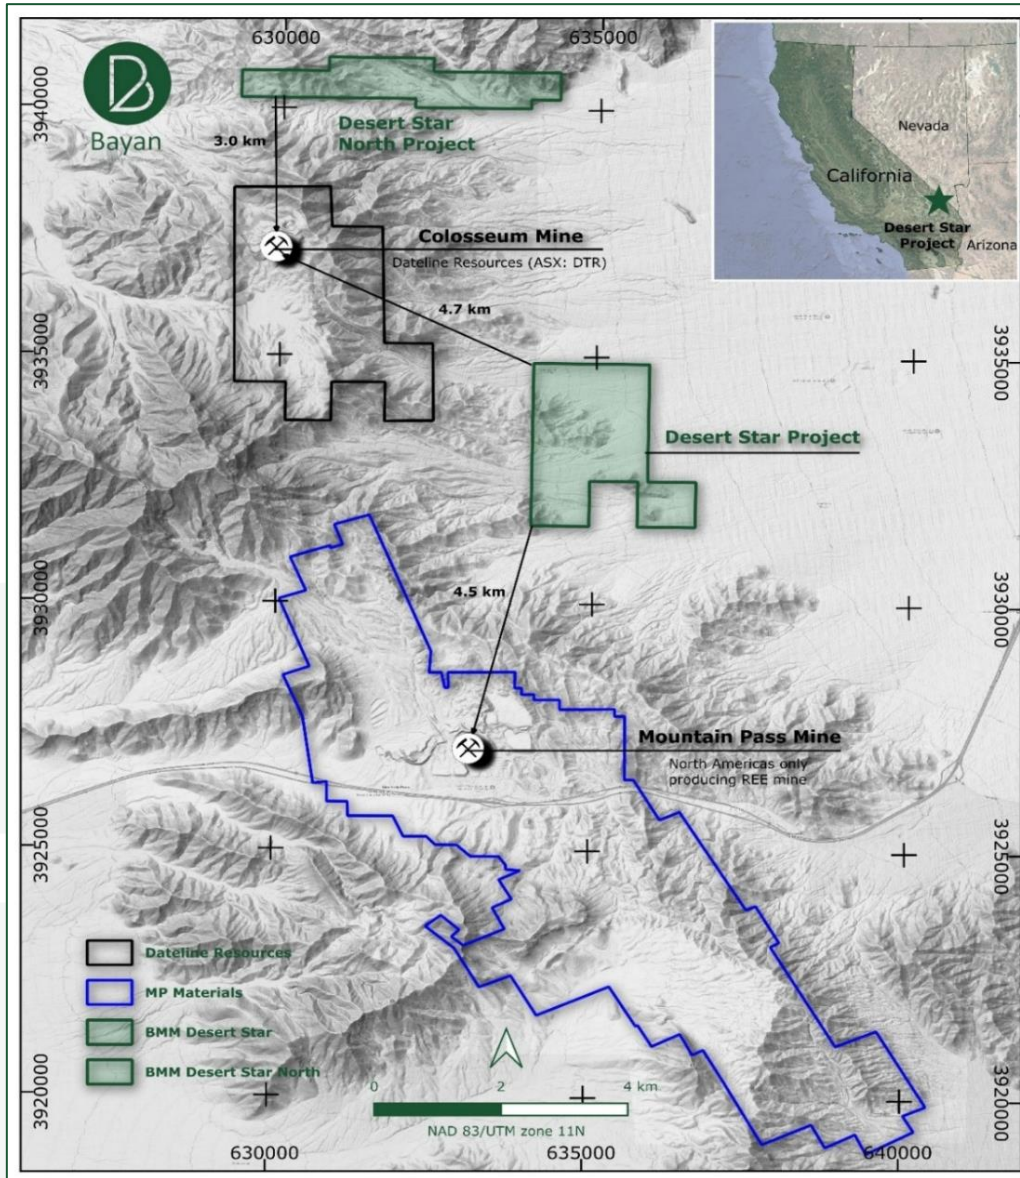 630000
635000
Bayan
3940000
3.0 km
Desert Star
North Project
Nevada
California
Desert Star
Project
Arizona
Colosseum Mine
Dateline Resources (ASX: DTR)
4.7 km
3935000
3935000
Desert Star Project
4.5 km
3930000
3930000
Mountain Pass Mine
North Americas only
producing REE mine
3925000
3925000
Dateline Resources
MP Materials
BMM Desert Star
BMM Desert Star North
3920000
3920000
0
2
4 km
NAD 83/UTM zone 11N
630000
635000
640000